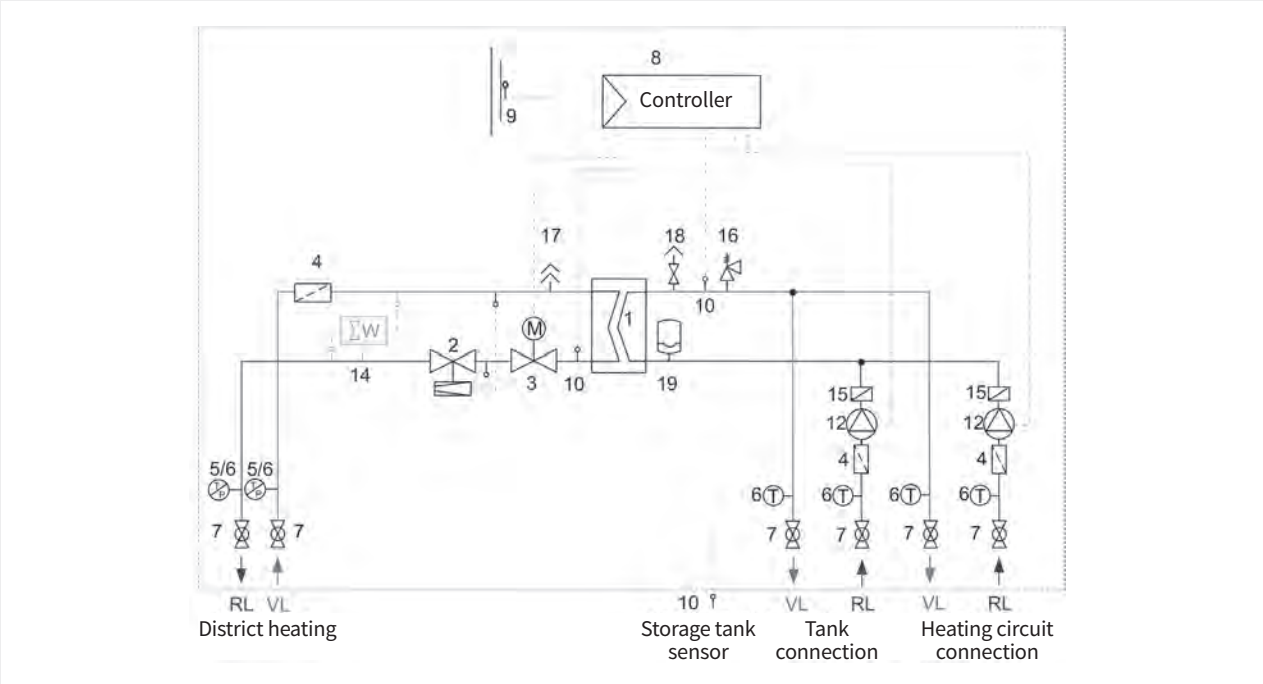 8
Controller
9
17
18
16
4
10
1
ΣW
M
2
14
3
10
19
15
15
12
12
4
4
5/6
5/6
T
P
T
P
6
T
6
T
6
T
6
T
7
7
7
7
7
7
RL
VL
10
VL
RL
VL
RL
District heating
Storage tank
sensor
Tank
connection
Heating circuit
connection